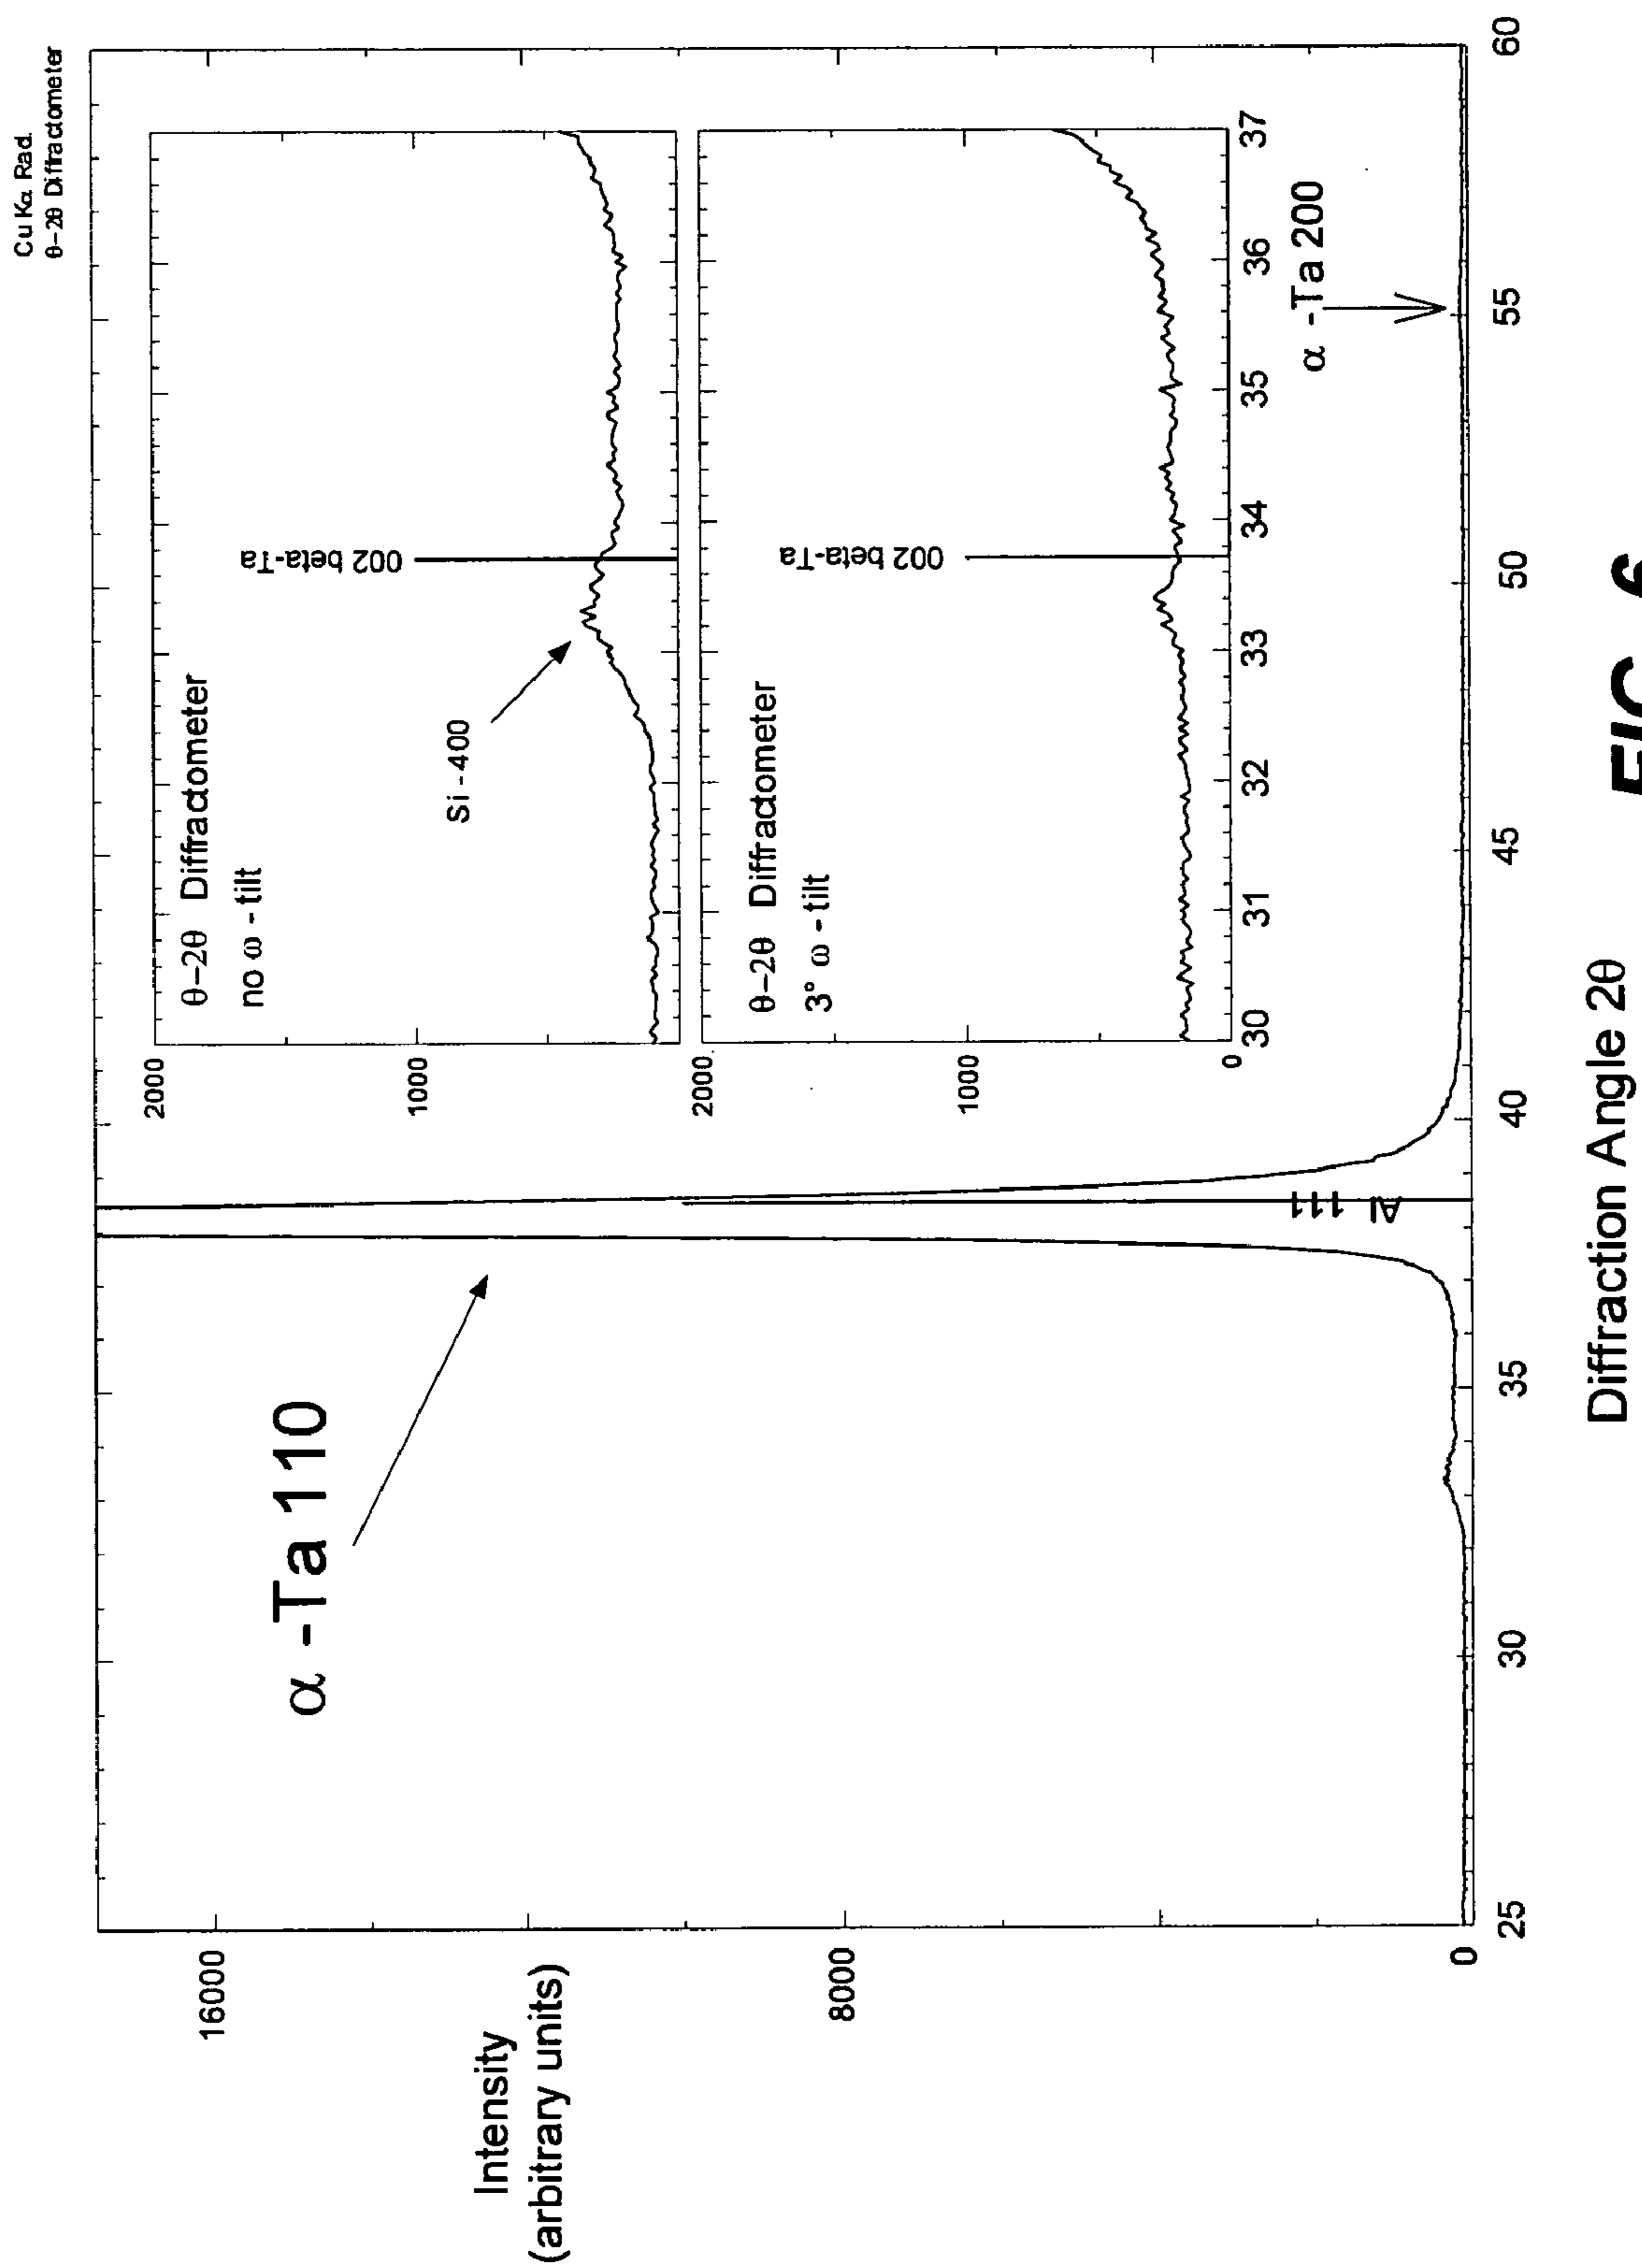 Cu Kα Rad.
θ–2θ Diffractometer
Intensity
(arbitrary units)
16000
8000
0
α -Ta 110
Al 111
2000
1000
θ–2θ Diffractometer
no ω - tilt
Si - 400
002 beta-Ta
2000
1000
0
θ–2θ Diffractometer
3° ω - tilt
002 beta-Ta
30 31 32 33 34 35 36 37
α -Ta 200
25 30 35 40 45 50 55 60
Diffraction Angle 2θ